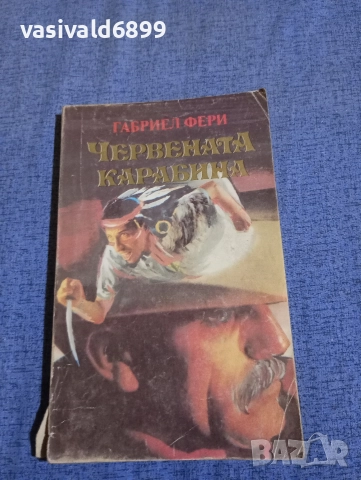 vasivald6899
ГАБРИЕЛ ФЕРИ
ЧЕРВЕНАТА
КАРАБИНА
BAZAR